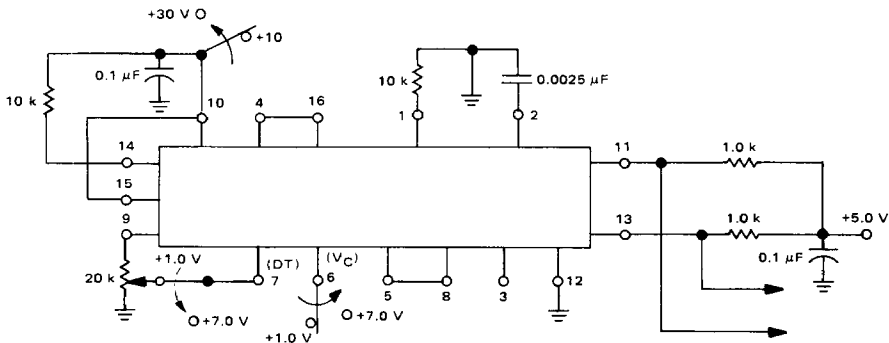 +30 V
+10
0.1 µF
10 k
10
4
16
10 k
0.0025 µF
1
2
14
15
9
11
1.0 k
13
1.0 k
+5.0 V
0.1 µF
20 k
+1.0 V
(DT)
7
(VC)
6
5
8
3
12
+7.0 V
+7.0 V
+1.0 V